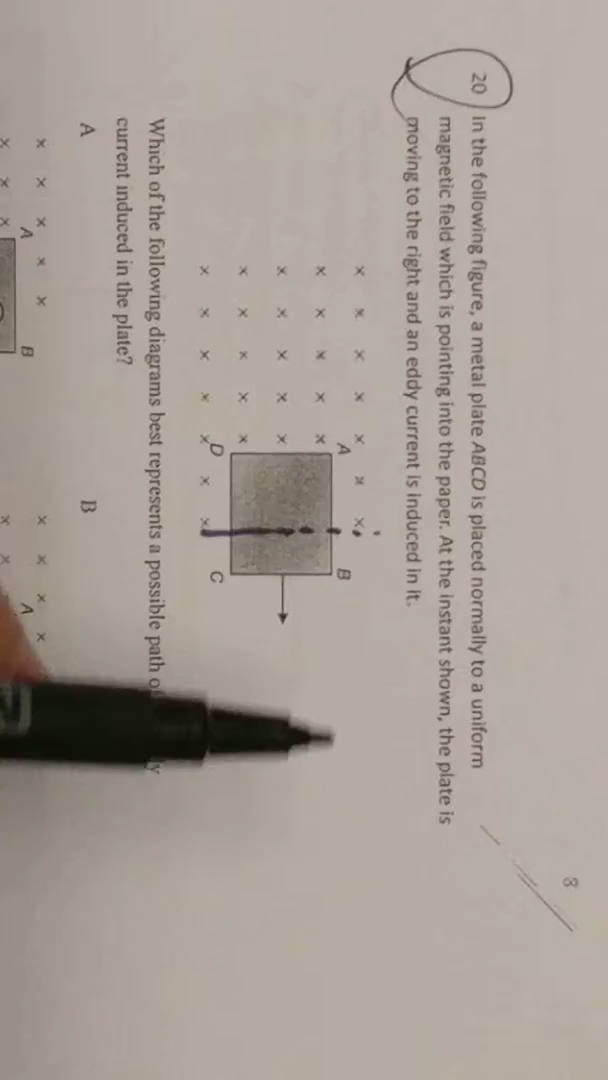 8
20 In the following figure, a metal plate ABCD is placed normally to a uniform
magnetic field which is pointing into the paper. At the instant shown, the plate is
moving to the right and an eddy current is induced in it.
x x x x x x x
A B
x x x x x
x x x x x
x x x x x
D C
x x x x x x x
Which of the following diagrams best represents a possible path
current induced in the plate?
A B
x x x x x x x x x
A B A
x x x x x